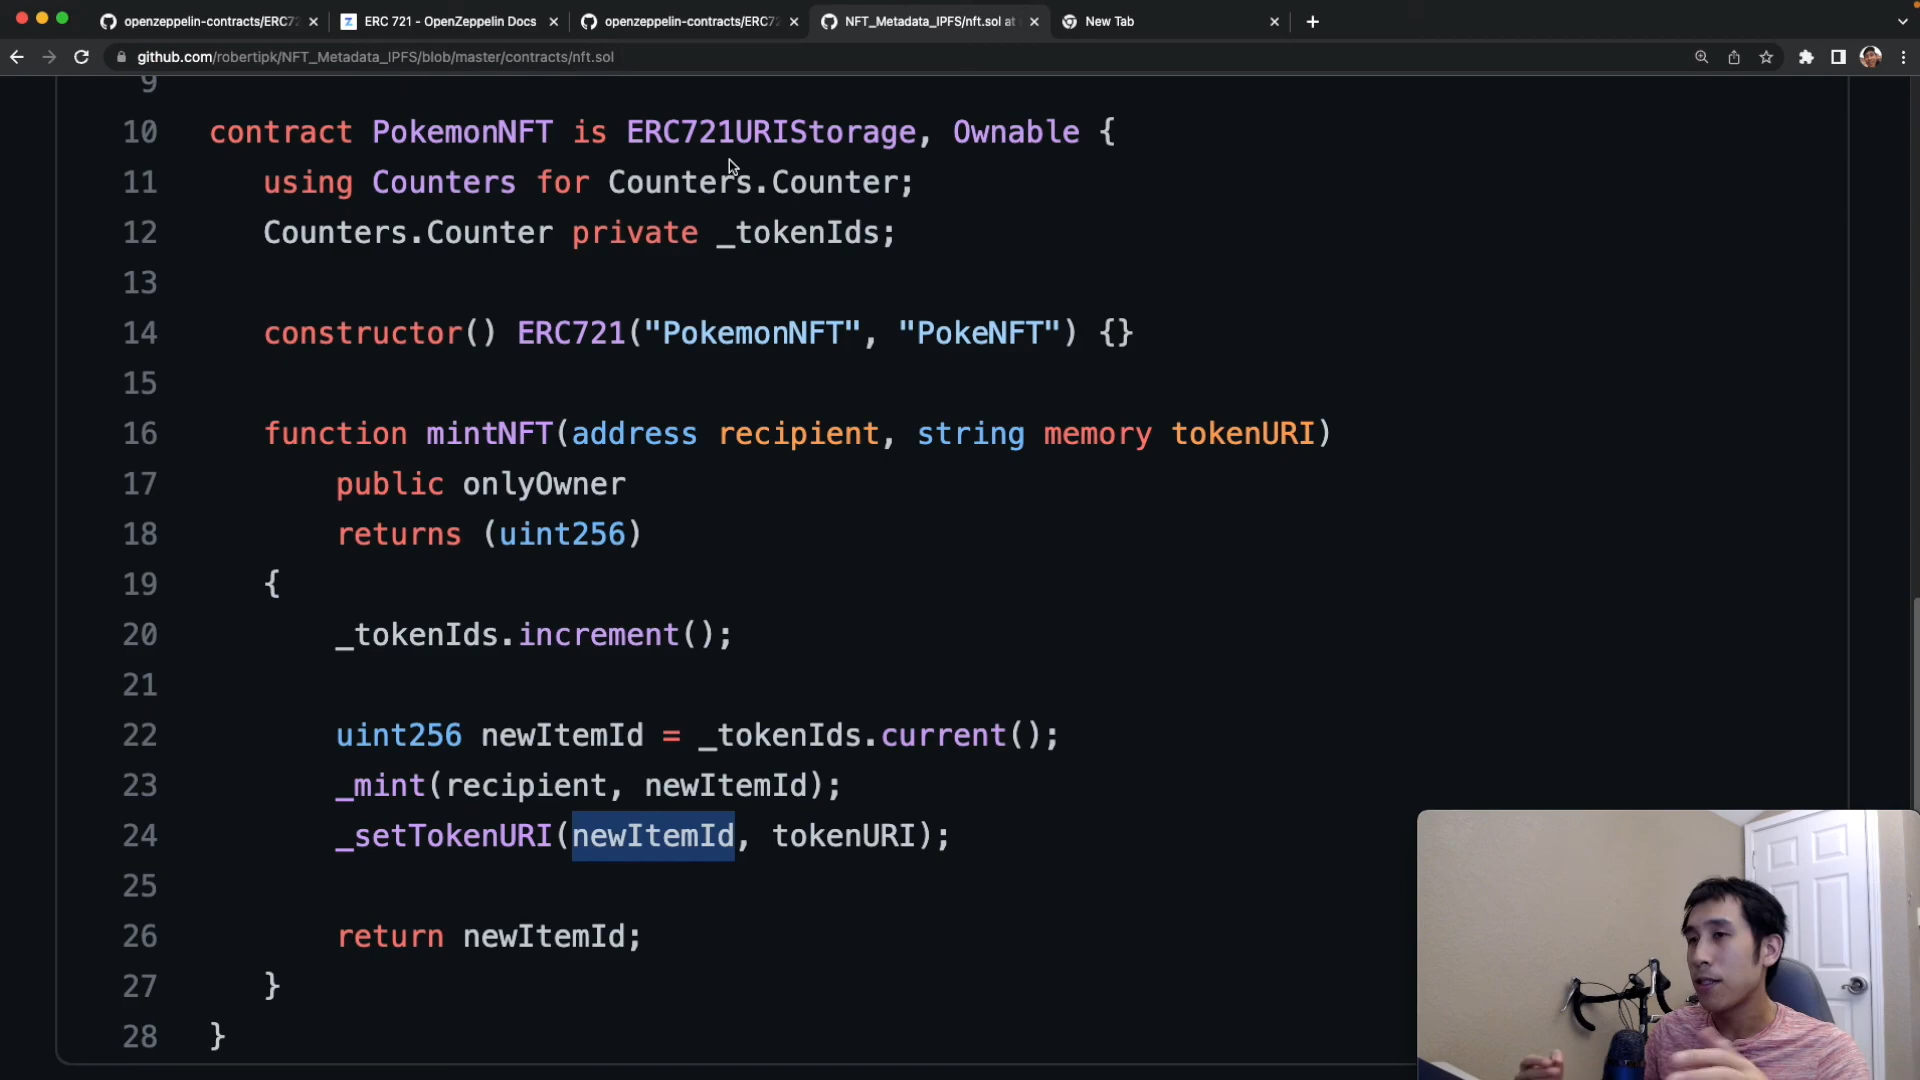 openzeppelin-contracts/ERC72
ERC 721 - OpenZeppelin Docs
openzeppelin-contracts/ERC72
NFT_Metadata_IPFS/nft.sol at
New Tab
github.com/robertipk/NFT_Metadata_IPFS/blob/master/contracts/nft.sol
9
10 contract PokemonNFT is ERC721URIStorage, Ownable {
11 using Counters for Counters.Counter;
12 Counters.Counter private _tokenIds;
13
14 constructor() ERC721("PokemonNFT", "PokeNFT") {}
15
16 function mintNFT(address recipient, string memory tokenURI)
17 public onlyOwner
18 returns (uint256)
19 {
20 _tokenIds.increment();
21
22 uint256 newItemId = _tokenIds.current();
23 _mint(recipient, newItemId);
24 _setTokenURI(newItemId, tokenURI);
25
26 return newItemId;
27 }
28 }